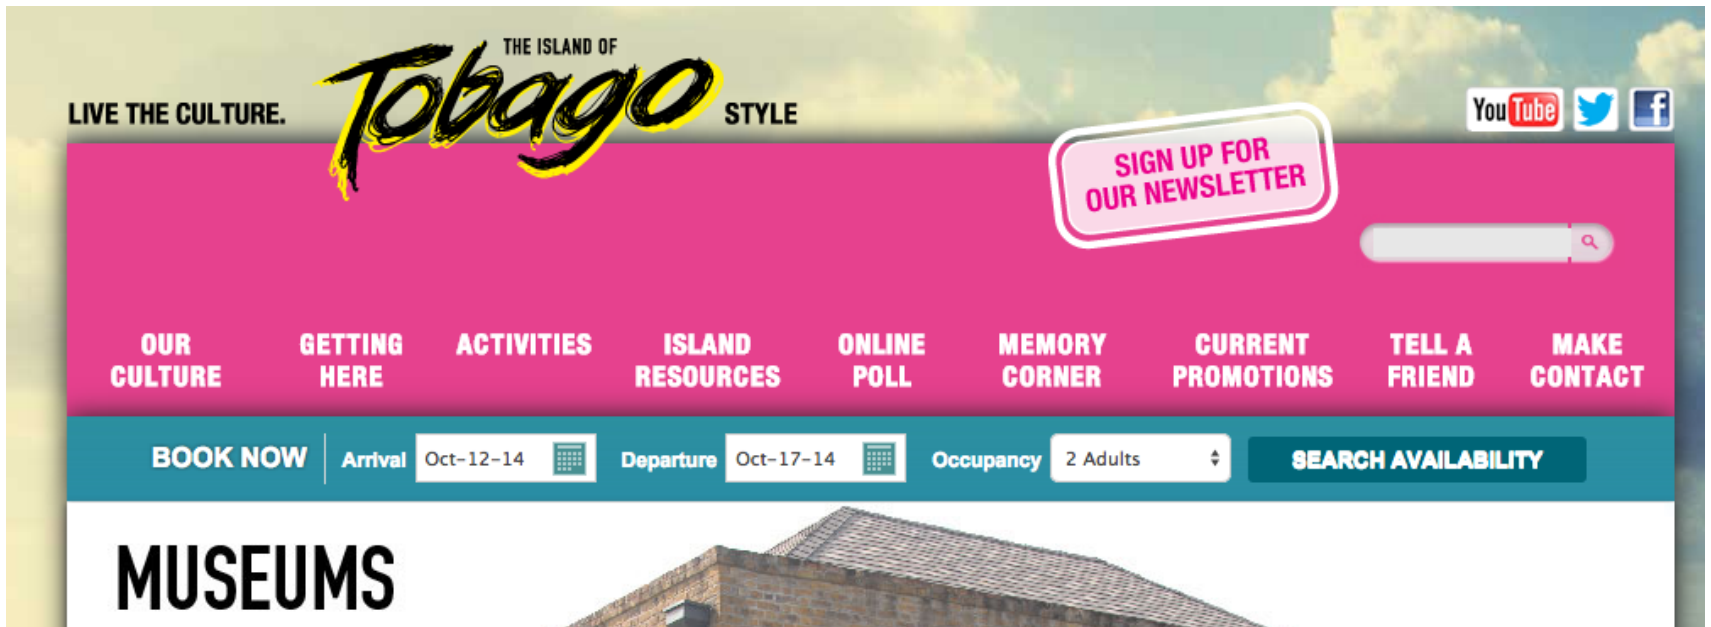 THE ISLAND OF
LIVE THE CULTURE. Tobago STYLE
You Tube f
SIGN UP FOR
OUR NEWSLETTER
OUR
CULTURE
GETTING
HERE
ACTIVITIES
ISLAND
RESOURCES
ONLINE
POLL
MEMORY
CORNER
CURRENT
PROMOTIONS
TELL A
FRIEND
MAKE
CONTACT
BOOK NOW Arrival Oct-12-14 Departure Oct-17-14 Occupancy 2 Adults SEARCH AVAILABILITY
MUSEUMS